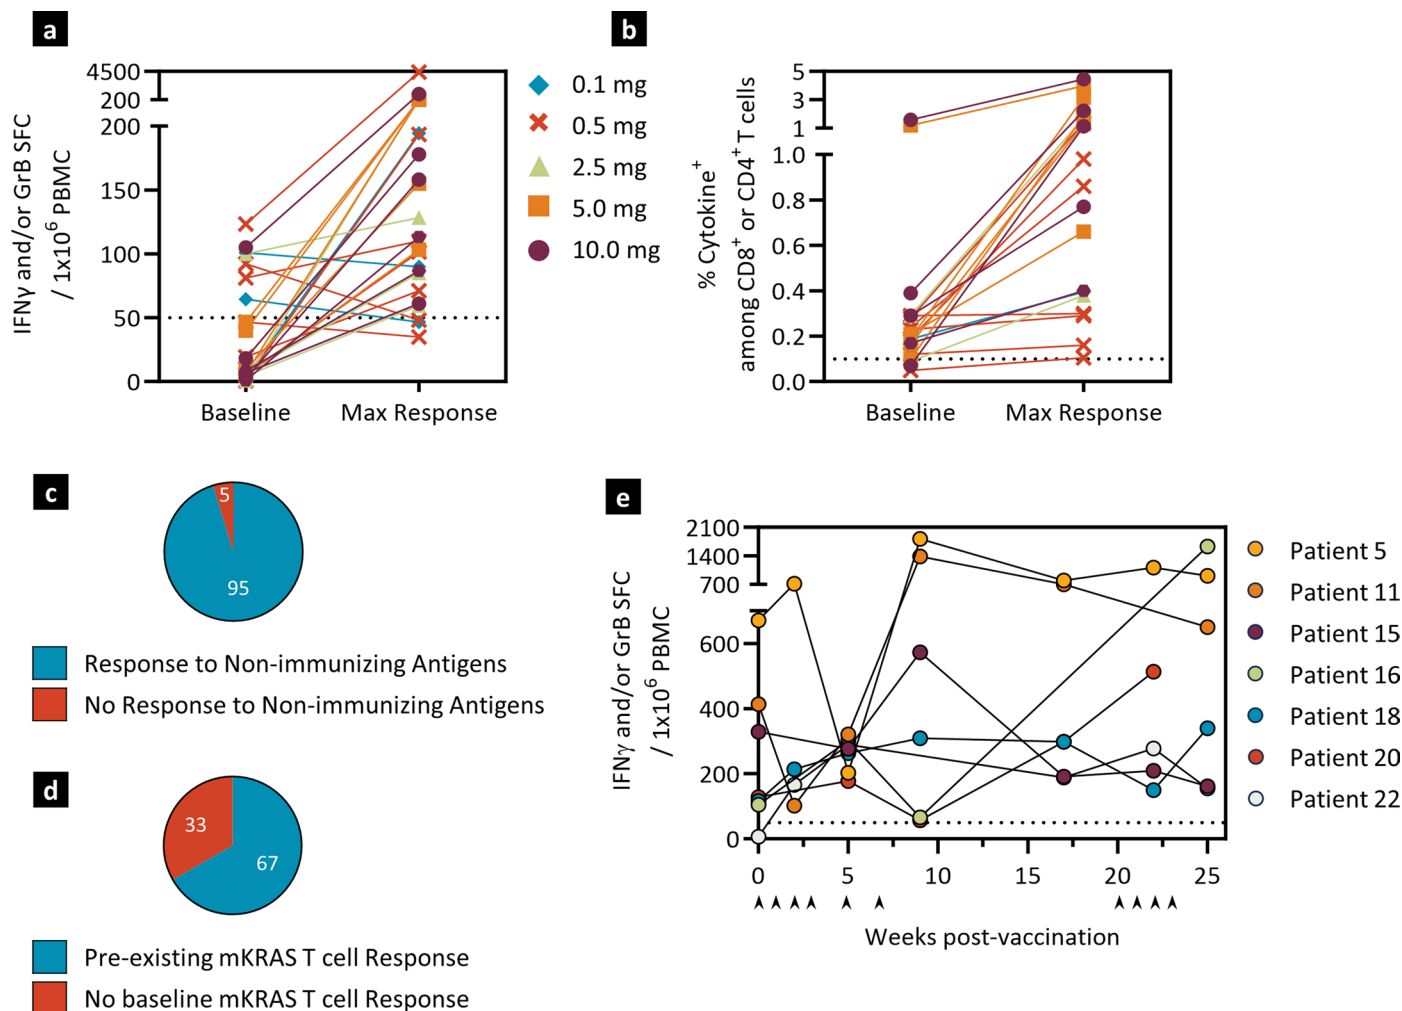 a
4500
200
200
150
100
50
0
IFNγ and/or GrB SFC
/ 1x10⁶ PBMC
Baseline
Max Response
0.1 mg
0.5 mg
2.5 mg
5.0 mg
10.0 mg
b
5
3
1
1.0
0.8
0.6
0.4
0.2
0.0
% Cytokine⁺
among CD8⁺ or CD4⁺ T cells
Baseline
Max Response
c
5
95
Response to Non-immunizing Antigens
No Response to Non-immunizing Antigens
d
33
67
Pre-existing mKRAS T cell Response
No baseline mKRAS T cell Response
e
2100
1400
700
600
400
200
0
IFNγ and/or GrB SFC
/ 1x10⁶ PBMC
0 5 10 15 20 25
Weeks post-vaccination
Patient 5
Patient 11
Patient 15
Patient 16
Patient 18
Patient 20
Patient 22